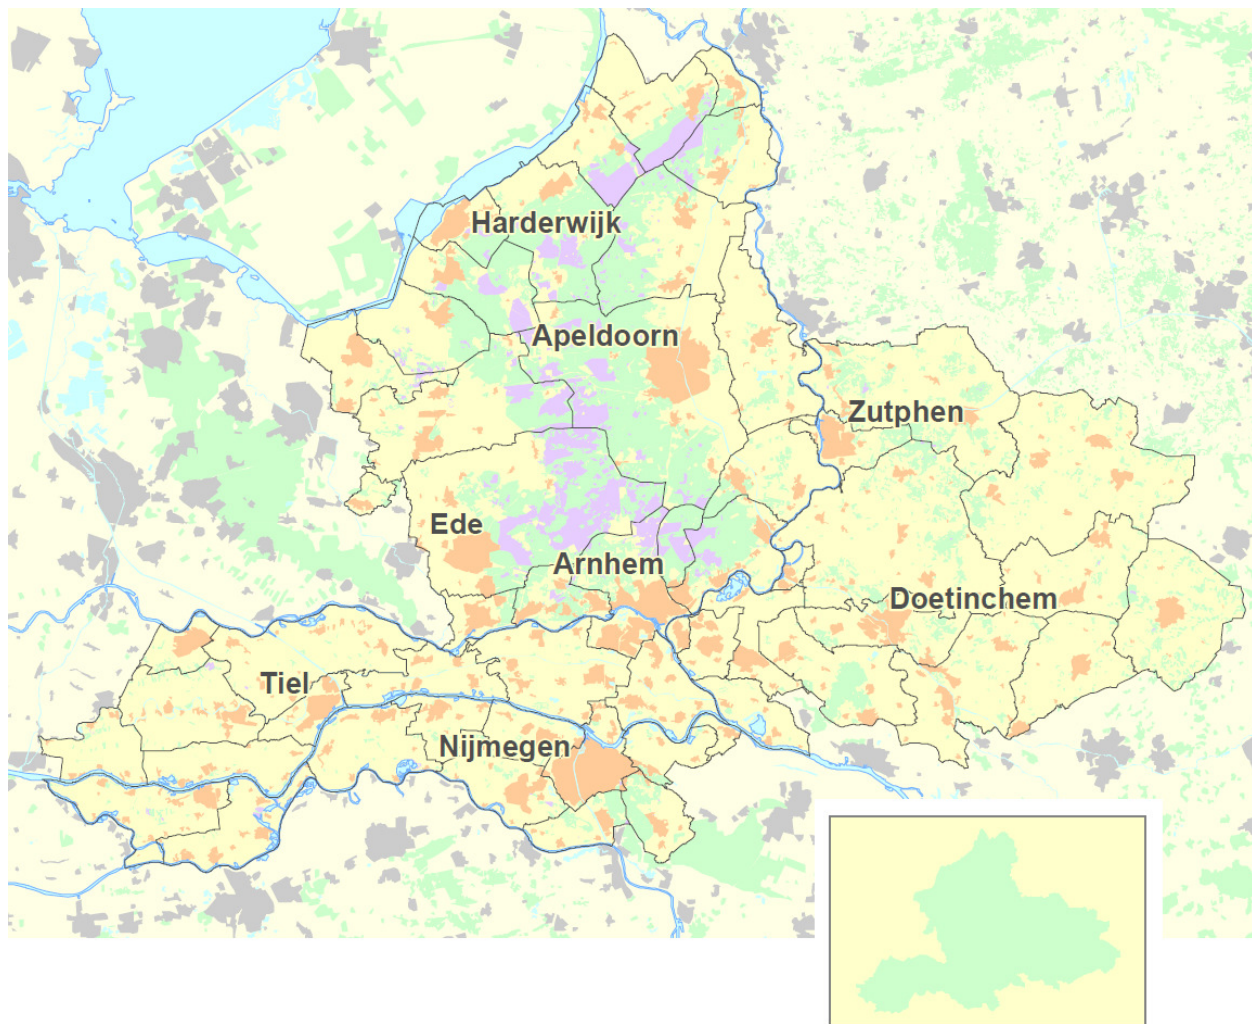 Harderwijk
Apeldoorn
Zutphen
Ede
Arnhem
Doetinchem
Tiel
Nijmegen